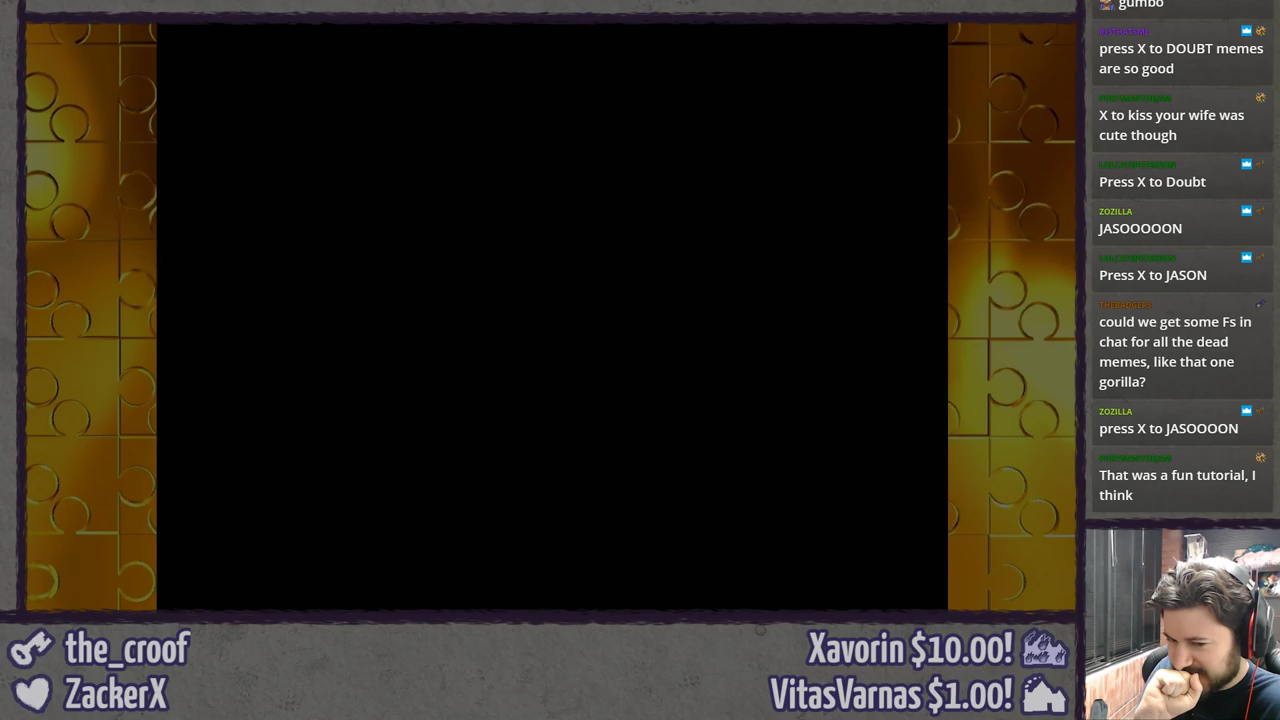 gumbo
press X to DOUBT memes
are so good
X to kiss your wife was
cute though
Press X to Doubt
ZOZILLA
JASOOOOON
Press X to JASON
could we get some Fs in
chat for all the dead
memes, like that one
gorilla?
ZOZILLA
press X to JASOOOON
That was a fun tutorial, I
think
the_croof
ZackerX
Xavorin $10.00!
VitasVarnas $1.00!